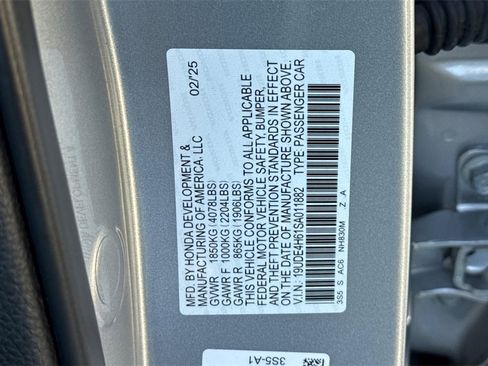 MFD. BY HONDA DEVELOPMENT & 02/'25
MANUFACTURING OF AMERICA, LLC
GVWR 1850KG(4078LBS)
GAWR F 1000KG(2204LBS)
GAWR R 865KG(1906LBS)
THIS VEHICLE CONFORMS TO ALL APPLICABLE
FEDERAL MOTOR VEHICLE SAFETY, BUMPER,
AND THEFT PREVENTION STANDARDS IN EFFECT
ON THE DATE OF MANUFACTURE SHOWN ABOVE.
V.I.N: 19UDE4H61SA011882 TYPE:PASSENGER CAR
3S5 S AC6 NH830M Z A
3S5-A1